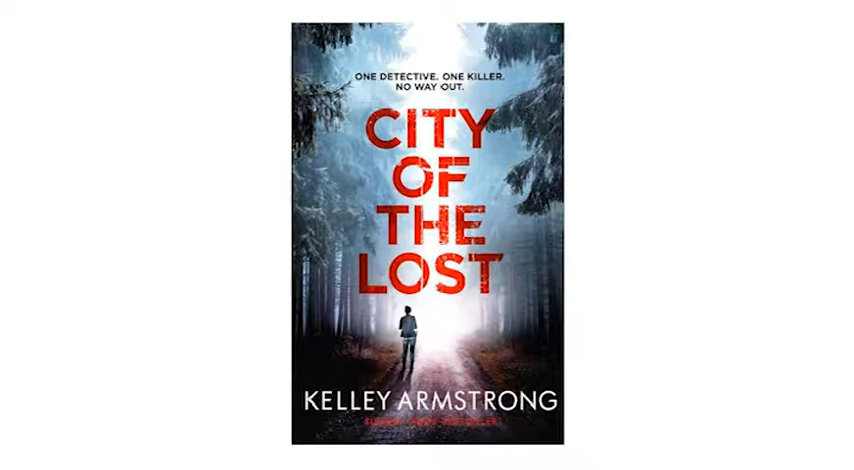 ONE DETECTIVE. ONE KILLER.
NO WAY OUT.
CITY
OF
THE
LOST
KELLEY ARMSTRONG